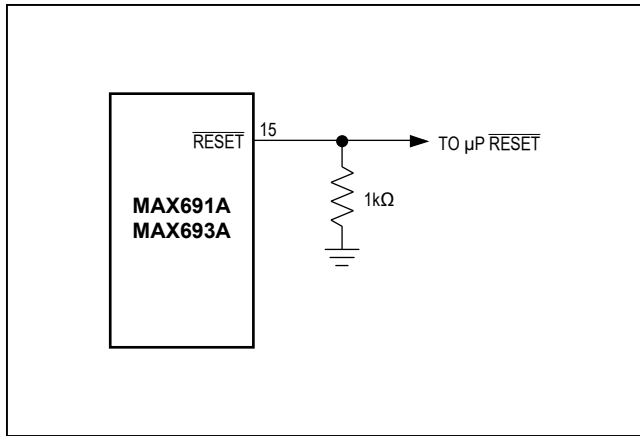 RESET 15
TO µP RESET
1kΩ
MAX691A
MAX693A